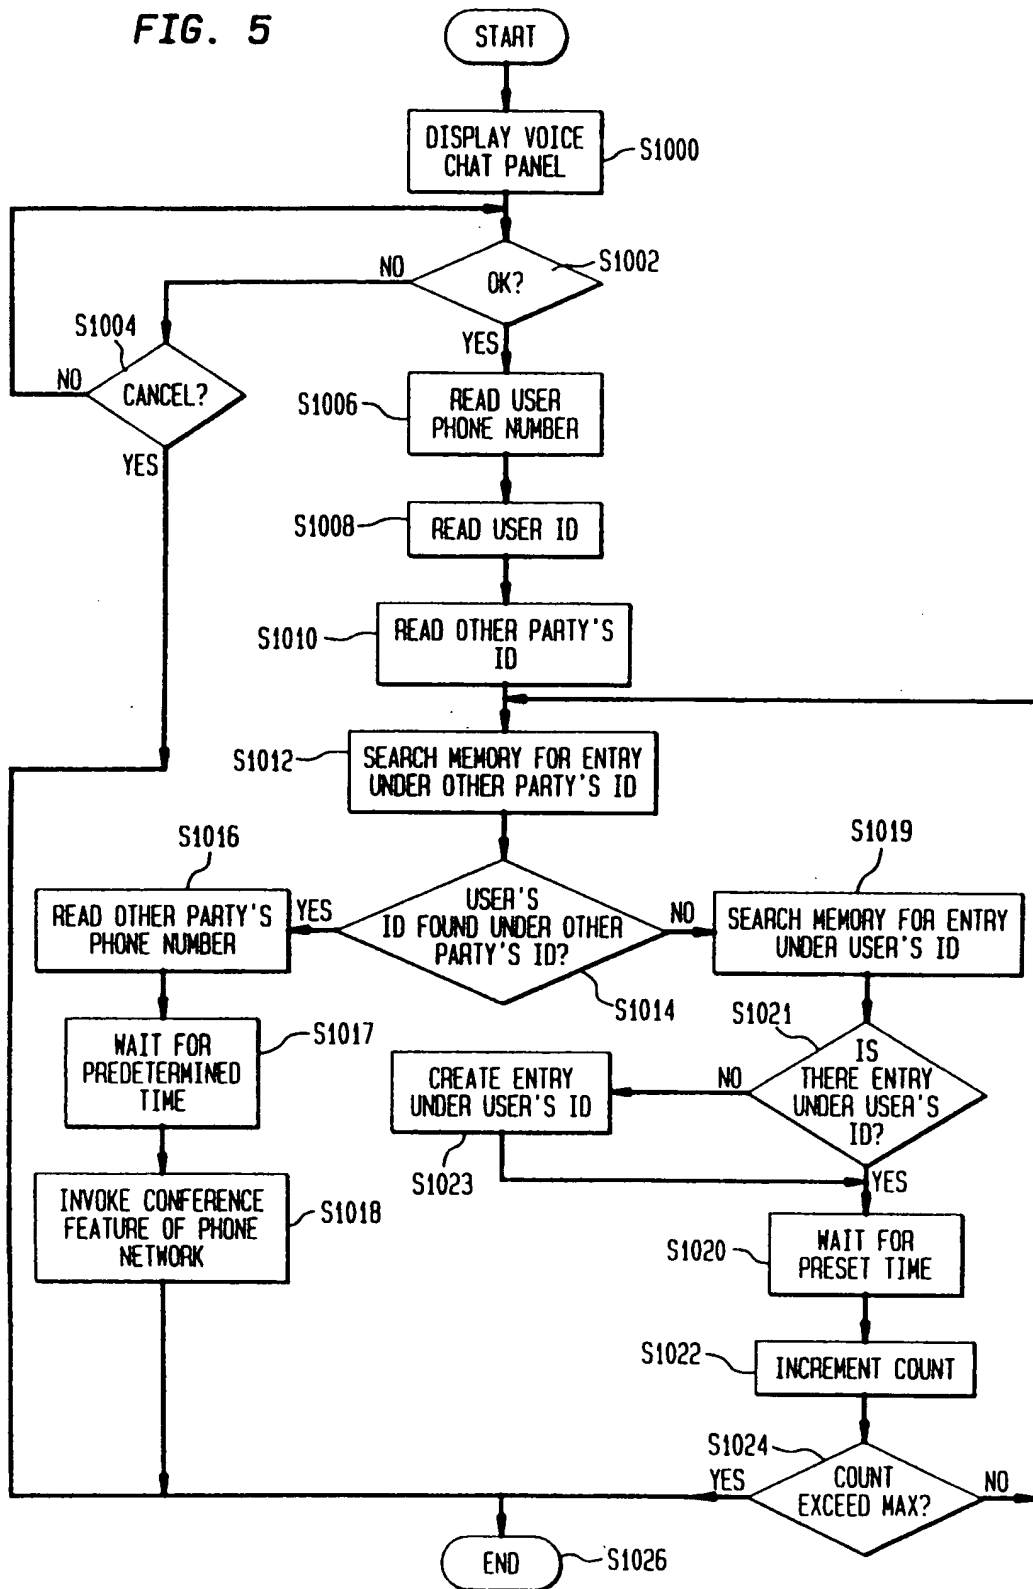 FIG. 5
START
DISPLAY VOICE
CHAT PANEL
S1000
OK?
S1002
NO
YES
S1004
CANCEL?
NO
YES
S1006
READ USER
PHONE NUMBER
S1008
READ USER ID
S1010
READ OTHER PARTY'S
ID
S1012
SEARCH MEMORY FOR ENTRY
UNDER OTHER PARTY'S ID
S1016
READ OTHER PARTY'S
PHONE NUMBER
YES
USER'S
ID FOUND UNDER OTHER
PARTY'S ID?
S1014
NO
S1019
SEARCH MEMORY FOR ENTRY
UNDER USER'S ID
WAIT FOR
PREDETERMINED
TIME
S1017
S1021
IS
THERE ENTRY
UNDER USER'S
ID?
NO
YES
CREATE ENTRY
UNDER USER'S ID
S1023
INVOKE CONFERENCE
FEATURE OF PHONE
NETWORK
S1018
S1020
WAIT FOR
PRESET TIME
S1022
INCREMENT COUNT
S1024
COUNT
EXCEED MAX?
YES
NO
END
S1026